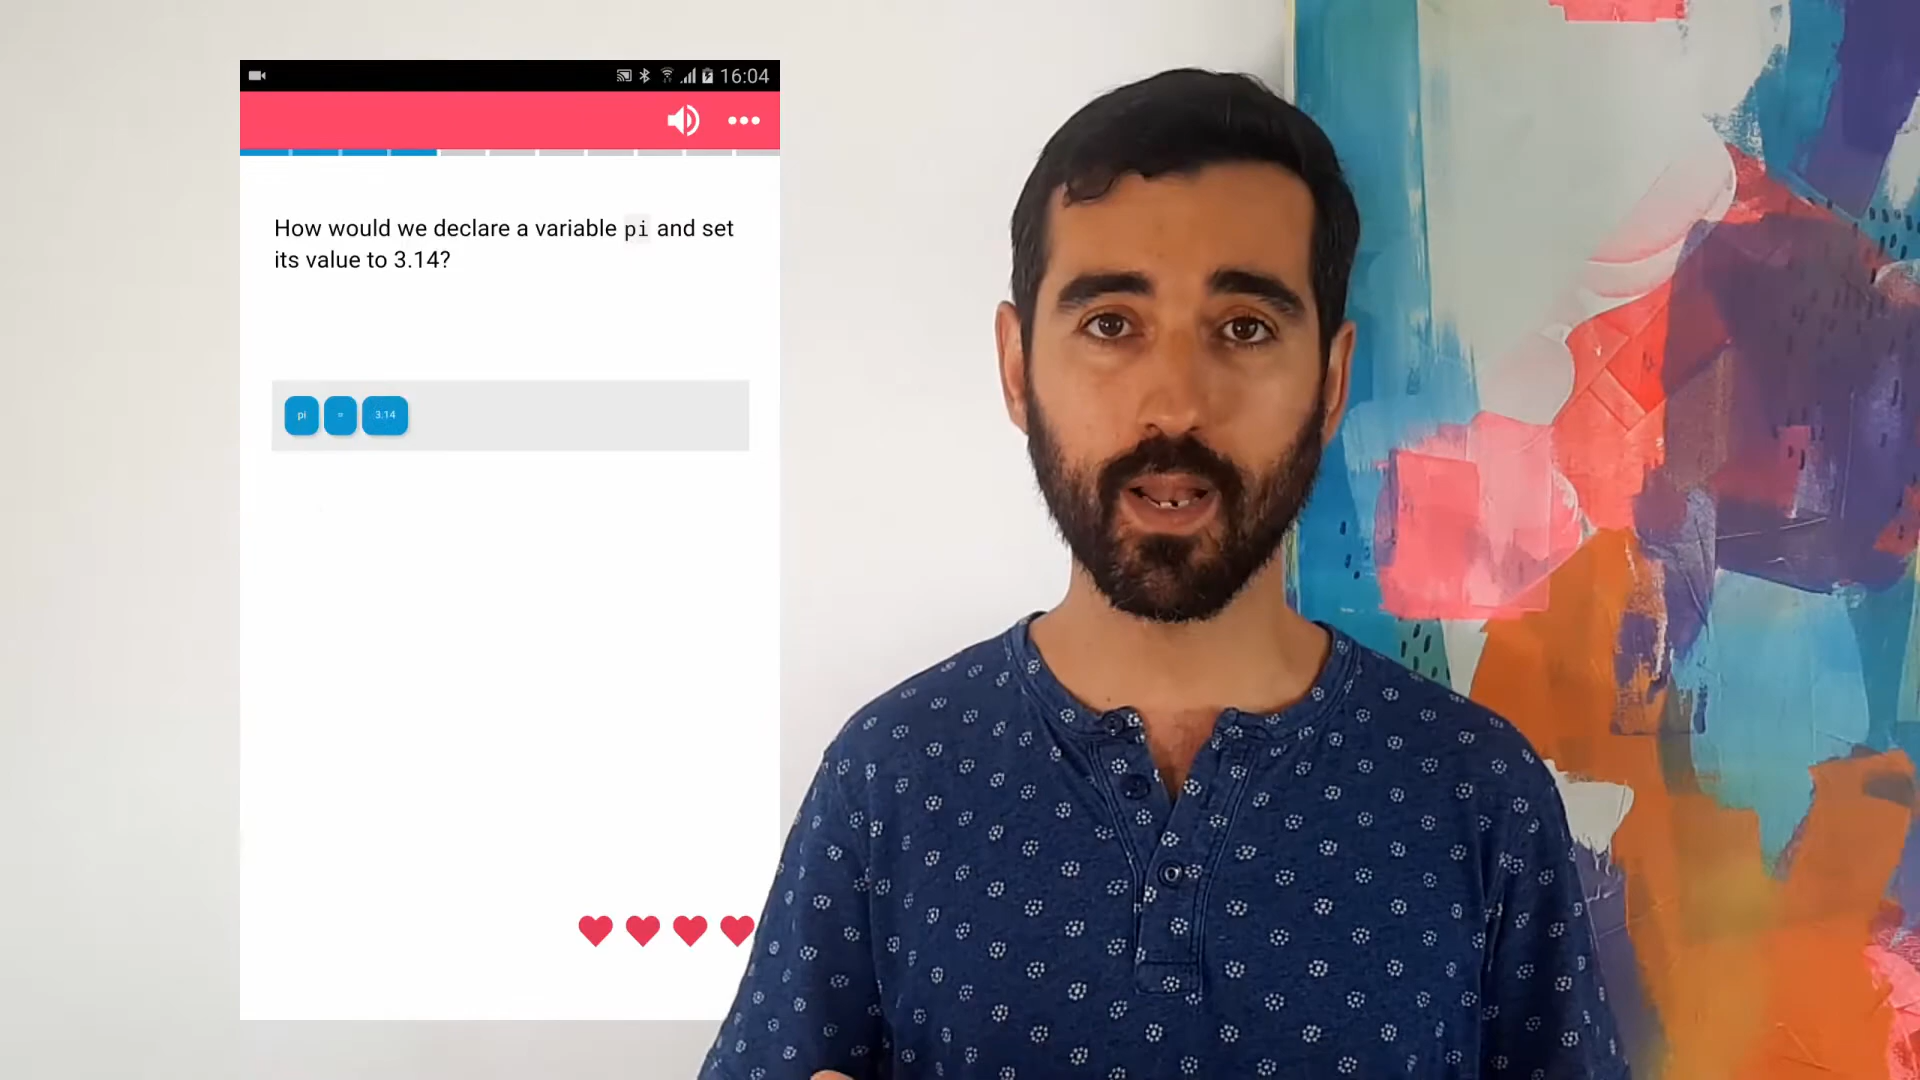 16:04
How would we declare a variable pi and set
its value to 3.14?
pi = 3.14